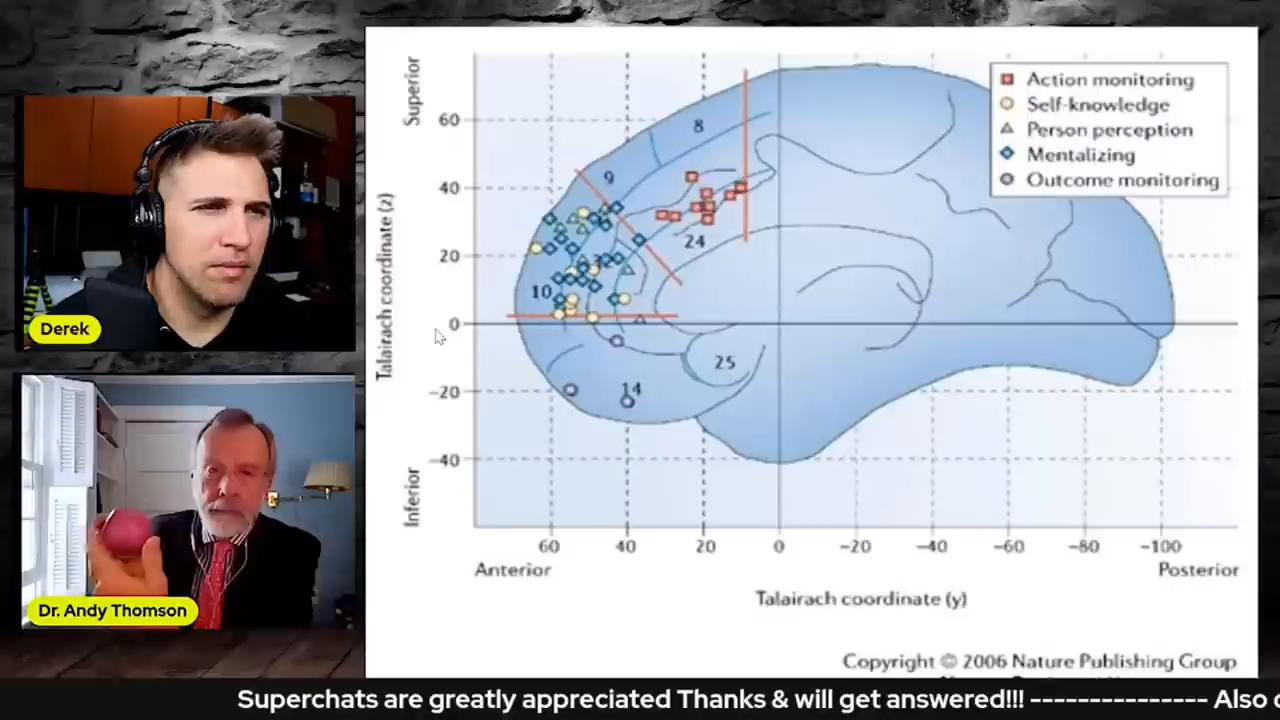 Derek
Dr. Andy Thomson
Superior
Talairach coordinate (z)
Inferior
60
40
20
0
−20
−40
8
9
24
10
25
14
Action monitoring
Self-knowledge
Person perception
Mentalizing
Outcome monitoring
60 40 20 0 −20 −40 −60 −80 −100
Anterior Posterior
Talairach coordinate (y)
Copyright © 2006 Nature Publishing Group
Superchats are greatly appreciated Thanks & will get answered!!! --------------- Also